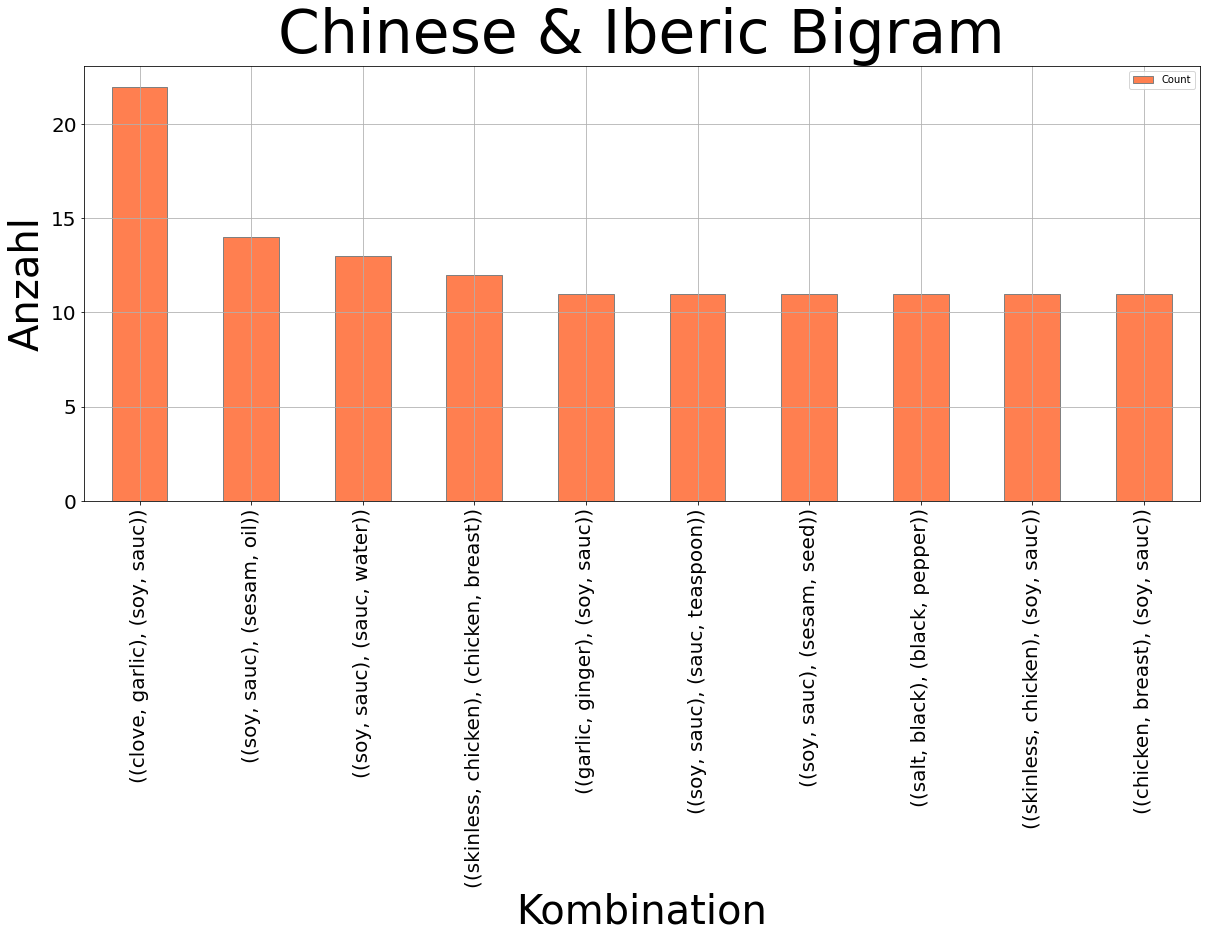 Chinese & Iberic Bigram
Count
Anzahl
20
15
10
5
0
((clove, garlic), (soy, sauc))
((soy, sauc), (sesam, oil))
((soy, sauc), (sauc, water))
((skinless, chicken), (chicken, breast))
((garlic, ginger), (soy, sauc))
((soy, sauc), (sauc, teaspoon))
((soy, sauc), (sesam, seed))
((salt, black), (black, pepper))
((skinless, chicken), (soy, sauc))
((chicken, breast), (soy, sauc))
Kombination